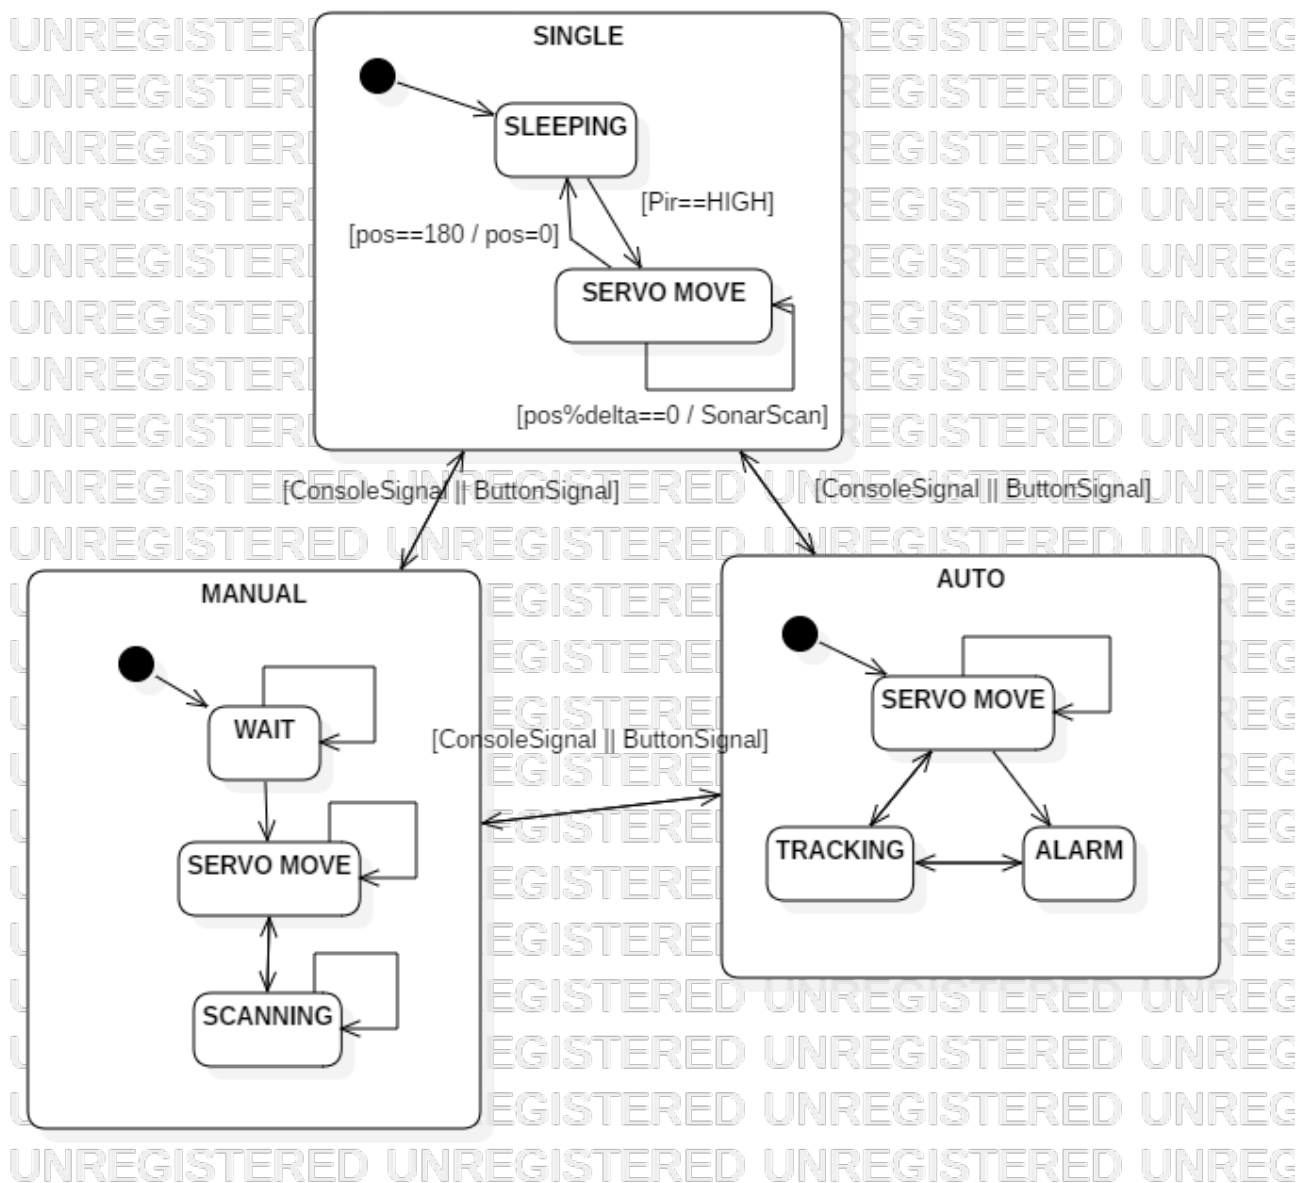 SINGLE
SLEEPING
[Pir==HIGH]
[pos==180 / pos=0]
SERVO MOVE
[pos%delta==0 / SonarScan]
[ConsoleSignal || ButtonSignal]
[ConsoleSignal || ButtonSignal]
MANUAL
WAIT
SERVO MOVE
SCANNING
[ConsoleSignal || ButtonSignal]
AUTO
SERVO MOVE
TRACKING
ALARM
UNREGISTERED